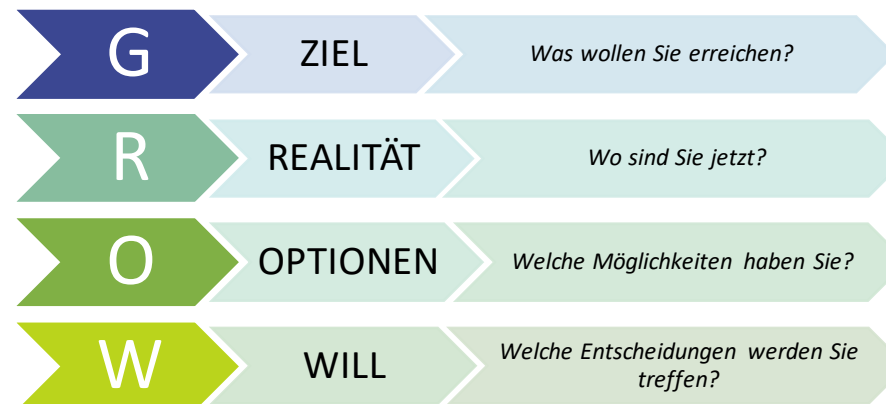 G
ZIEL
Was wollen Sie erreichen?
R
REALITÄT
Wo sind Sie jetzt?
O
OPTIONEN
Welche Möglichkeiten haben Sie?
W
WILL
Welche Entscheidungen werden Sie
treffen?